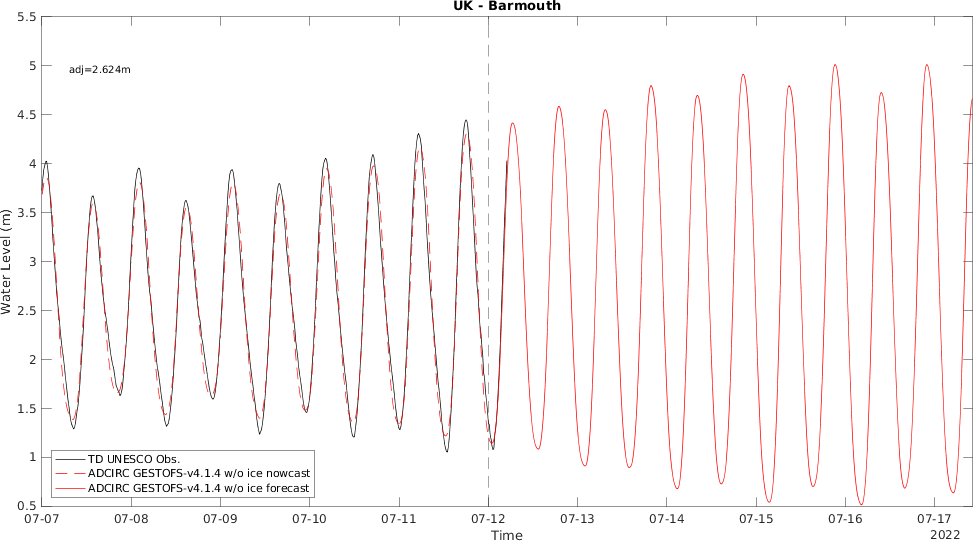 UK - Barmouth
adj=2.624m
5.5
5
4.5
4
3.5
3
2.5
2
1.5
1
0.5
Water Level (m)
TD UNESCO Obs.
ADCIRC GESTOFS-v4.1.4 w/o ice nowcast
ADCIRC GESTOFS-v4.1.4 w/o ice forecast
07-07 07-08 07-09 07-10 07-11 07-12 07-13 07-14 07-15 07-16 07-17
Time
2022